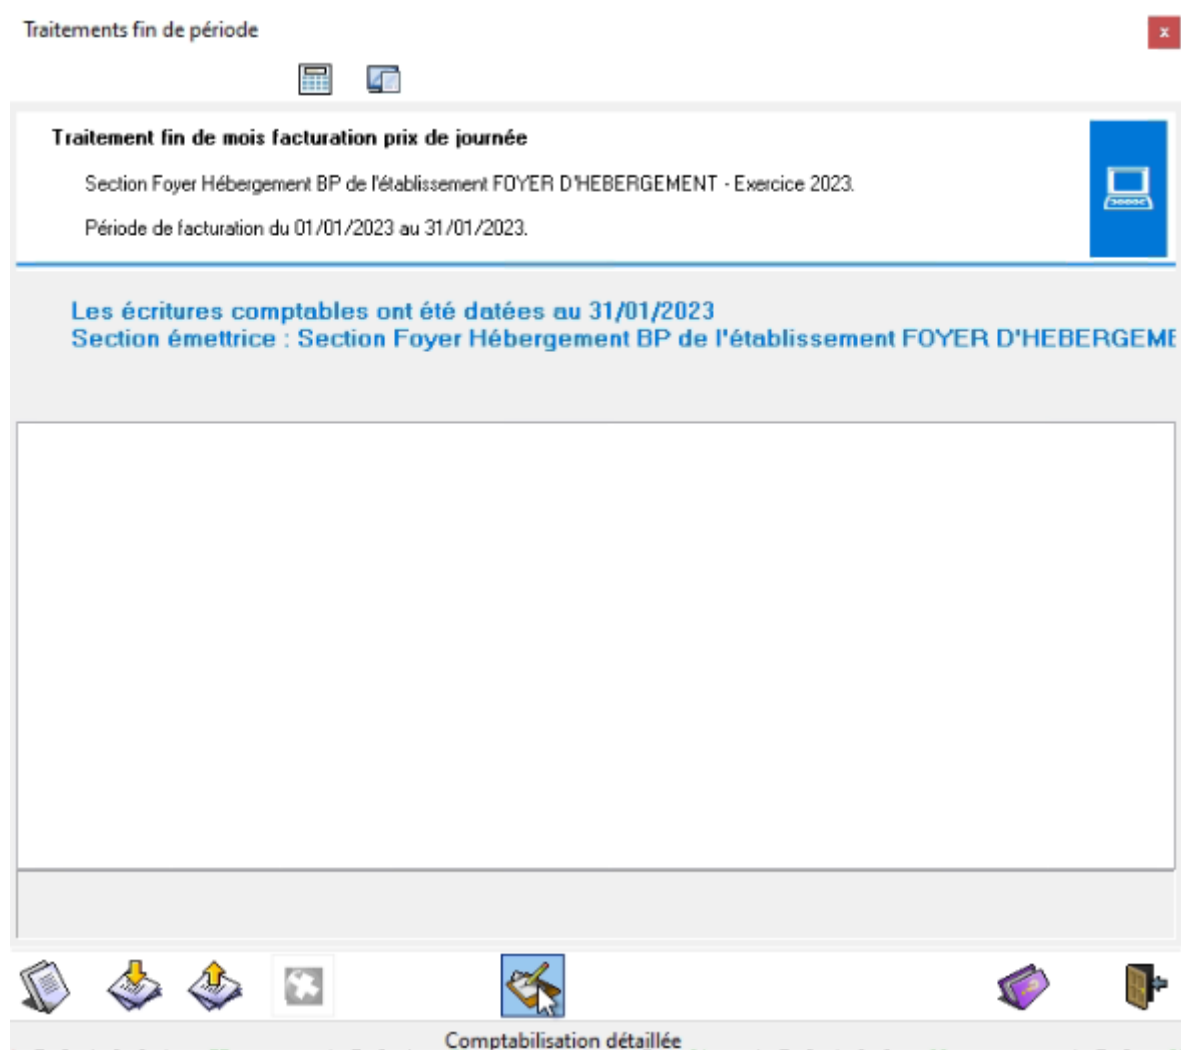 Traitements fin de période
x
Traitement fin de mois facturation prix de journée
Section Foyer Hébergement BP de l'établissement FOYER D'HEBERGEMENT - Exercice 2023.
Période de facturation du 01/01/2023 au 31/01/2023.
Les écritures comptables ont été datées au 31/01/2023
Section émettrice : Section Foyer Hébergement BP de l'établissement FOYER D'HEBERGEME
Comptabilisation détaillée